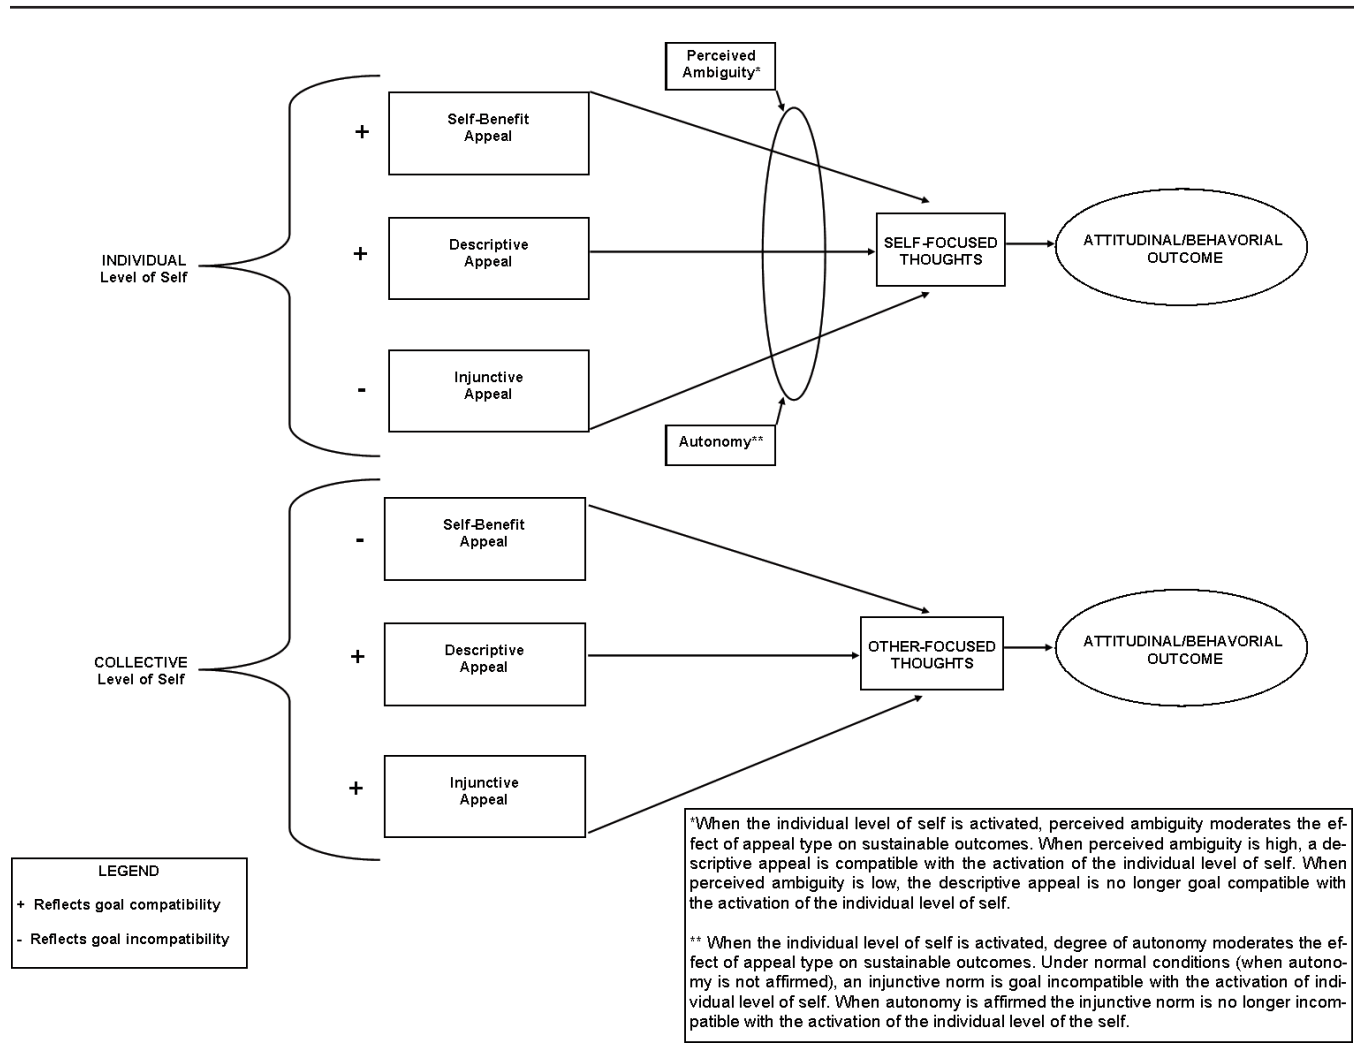 Perceived
Ambiguity*
+
Self-Benefit
Appeal
INDIVIDUAL
Level of Self
+
Descriptive
Appeal
SELF-FOCUSED
THOUGHTS
ATTITUDINAL/BEHAVORIAL
OUTCOME
-
Injunctive
Appeal
Autonomy**
-
Self-Benefit
Appeal
COLLECTIVE
Level of Self
+
Descriptive
Appeal
OTHER-FOCUSED
THOUGHTS
ATTITUDINAL/BEHAVORIAL
OUTCOME
+
Injunctive
Appeal
LEGEND
+ Reflects goal compatibility
- Reflects goal incompatibility
*When the individual level of self is activated, perceived ambiguity moderates the ef-
fect of appeal type on sustainable outcomes. When perceived ambiguity is high, a de-
scriptive appeal is compatible with the activation of the individual level of self. When
perceived ambiguity is low, the descriptive appeal is no longer goal compatible with
the activation of the individual level of self.
** When the individual level of self is activated, degree of autonomy moderates the ef-
fect of appeal type on sustainable outcomes. Under normal conditions (when autono-
my is not affirmed), an injunctive norm is goal incompatible with the activation of indi-
vidual level of self. When autonomy is affirmed the injunctive norm is no longer incom-
patible with the activation of the individual level of the self.